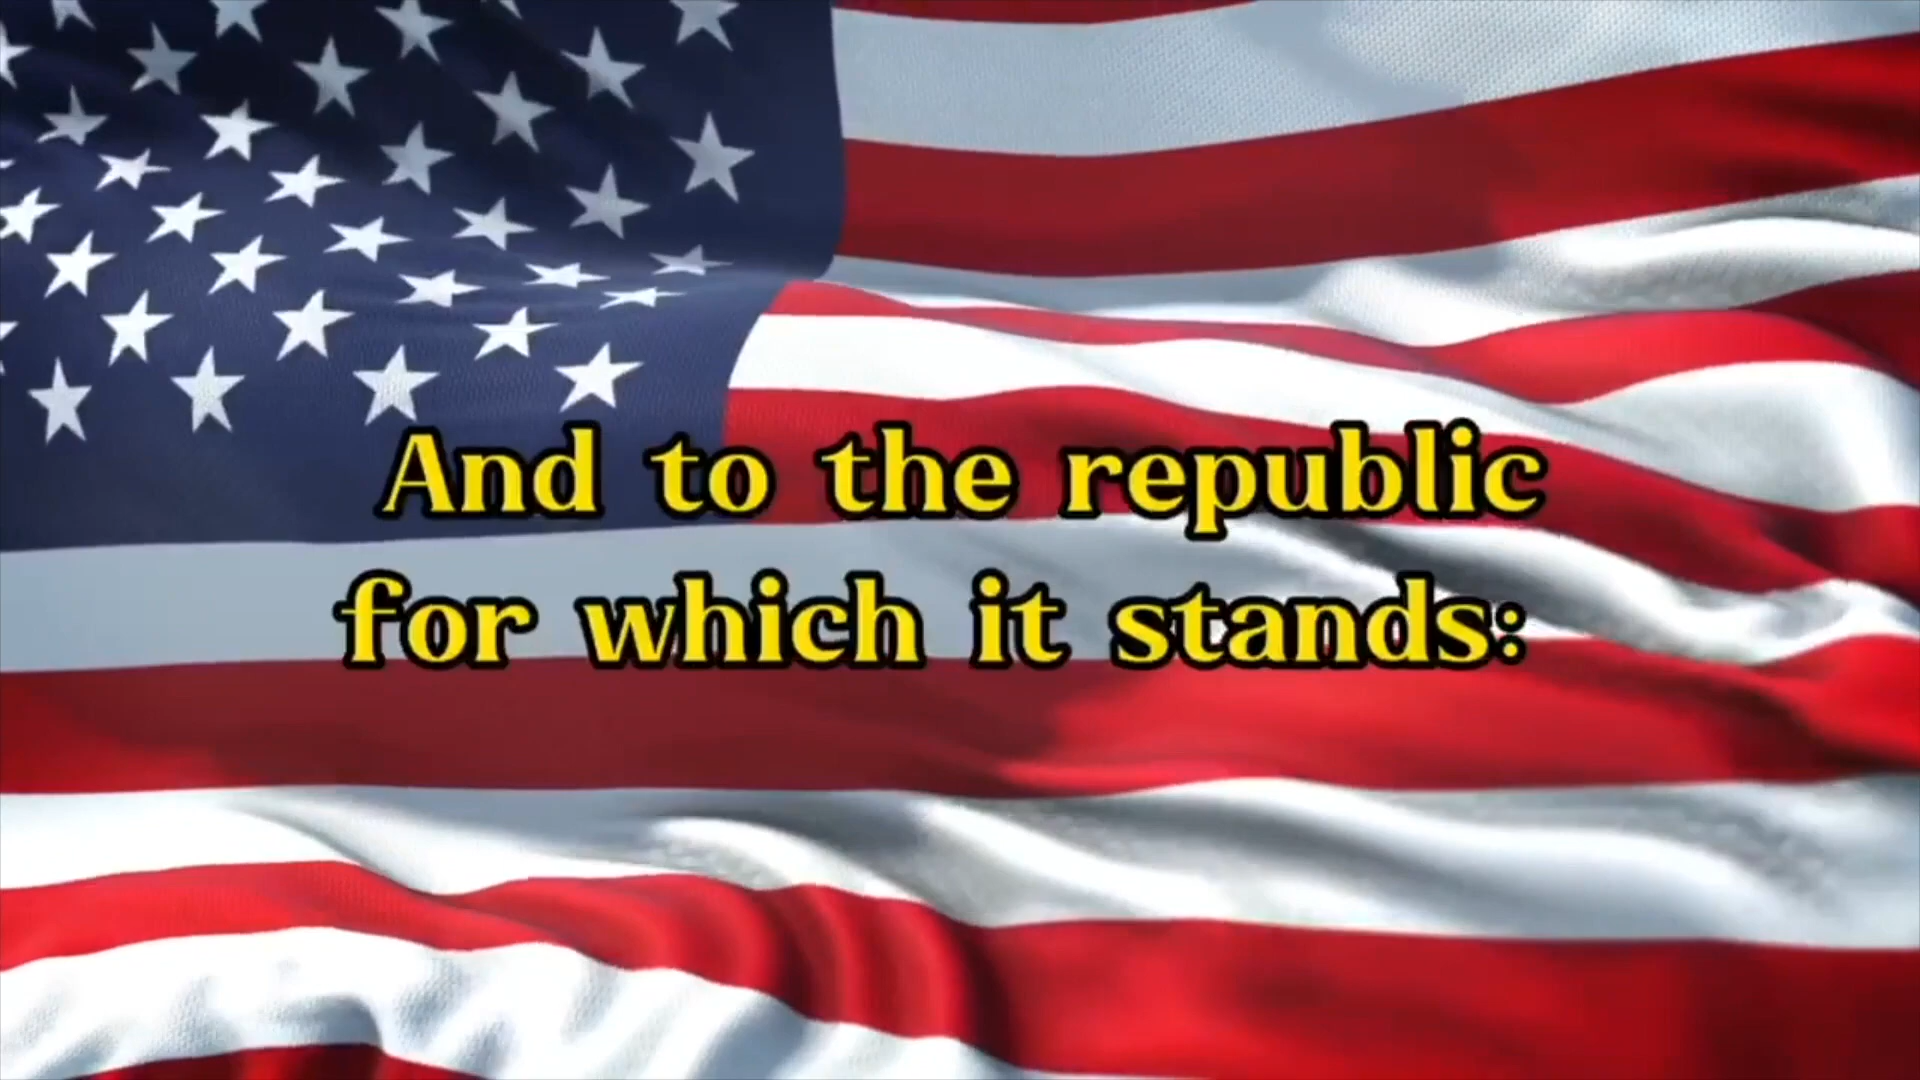 And to the republic
for which it stands: